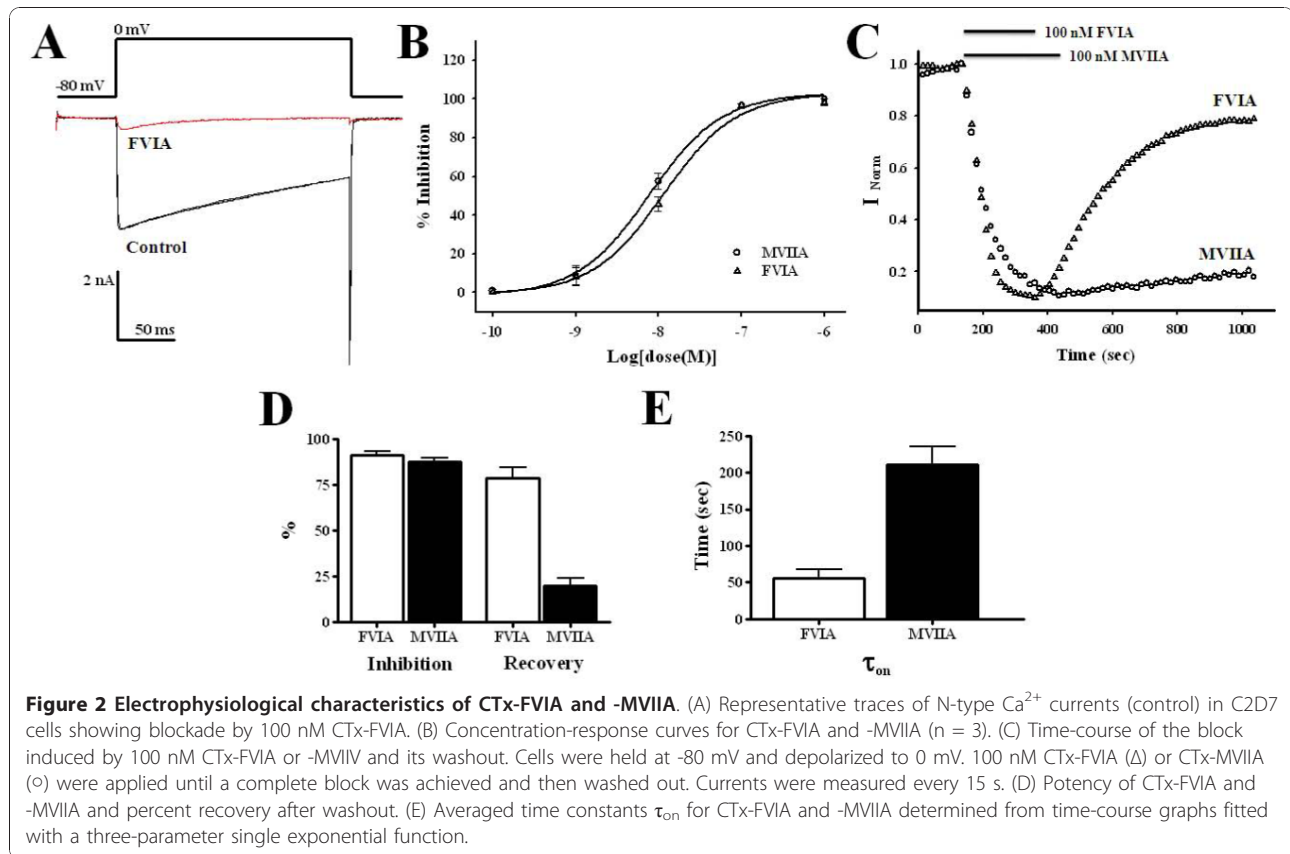 A
0 mV
-80 mV
FVIA
Control
2 nA
50 ms
B
120
100
80
60
40
20
0
% Inhibition
MVIIA
FVIA
-10 -9 -8 -7 -6
Log[dose(M)]
C
100 nM FVIA
100 nM MVIIA
1.0
0.8
0.6
0.4
0.2
I Norm
FVIA
MVIIA
0 200 400 600 800 1000
Time (sec)
D
100
75
50
25
0
%
FVIA MVIIA FVIA MVIIA
Inhibition Recovery
E
250
200
150
100
50
0
Time (sec)
FVIA MVIIA
τon
Figure 2 Electrophysiological characteristics of CTx-FVIA and -MVIIA. (A) Representative traces of N-type Ca2+ currents (control) in C2D7
cells showing blockade by 100 nM CTx-FVIA. (B) Concentration-response curves for CTx-FVIA and -MVIIA (n = 3). (C) Time-course of the block
induced by 100 nM CTx-FVIA or -MVIIV and its washout. Cells were held at -80 mV and depolarized to 0 mV. 100 nM CTx-FVIA (Δ) or CTx-MVIIA
(○) were applied until a complete block was achieved and then washed out. Currents were measured every 15 s. (D) Potency of CTx-FVIA and
-MVIIA and percent recovery after washout. (E) Averaged time constants τon for CTx-FVIA and -MVIIA determined from time-course graphs fitted
with a three-parameter single exponential function.